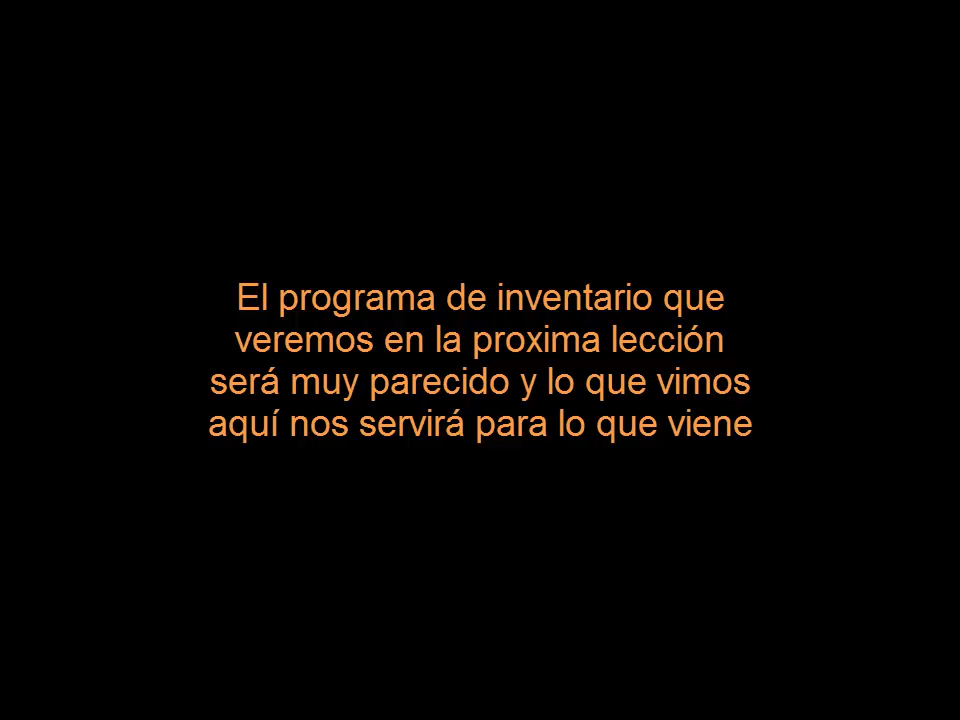 El programa de inventario que
veremos en la proxima lección
será muy parecido y lo que vimos
aquí nos servirá para lo que viene